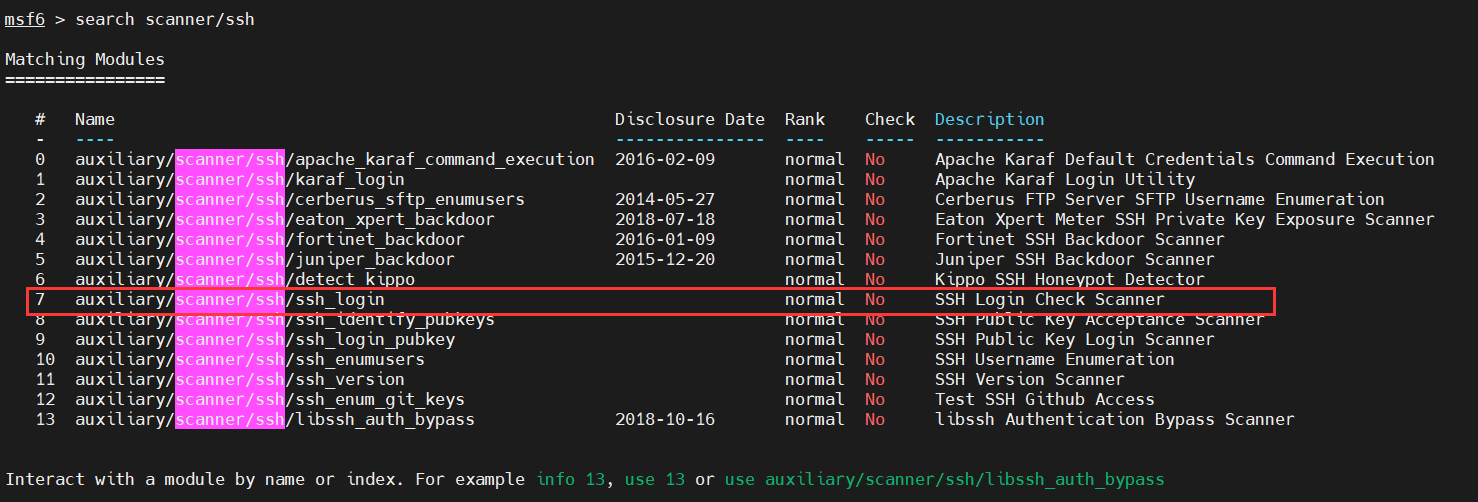 msf6 > search scanner/ssh
Matching Modules
================
# Name Disclosure Date Rank Check Description
- ---- --------------- ---- ----- -----------
0 auxiliary/scanner/ssh/apache_karaf_command_execution 2016-02-09 normal No Apache Karaf Default Credentials Command Execution
1 auxiliary/scanner/ssh/karaf_login normal No Apache Karaf Login Utility
2 auxiliary/scanner/ssh/cerberus_sftp_enumusers 2014-05-27 normal No Cerberus FTP Server SFTP Username Enumeration
3 auxiliary/scanner/ssh/eaton_xpert_backdoor 2018-07-18 normal No Eaton Xpert Meter SSH Private Key Exposure Scanner
4 auxiliary/scanner/ssh/fortinet_backdoor 2016-01-09 normal No Fortinet SSH Backdoor Scanner
5 auxiliary/scanner/ssh/juniper_backdoor 2015-12-20 normal No Juniper SSH Backdoor Scanner
6 auxiliary/scanner/ssh/detect_kippo normal No Kippo SSH Honeypot Detector
7 auxiliary/scanner/ssh/ssh_login normal No SSH Login Check Scanner
8 auxiliary/scanner/ssh/ssh_identify_pubkeys normal No SSH Public Key Acceptance Scanner
9 auxiliary/scanner/ssh/ssh_login_pubkey normal No SSH Public Key Login Scanner
10 auxiliary/scanner/ssh/ssh_enumusers normal No SSH Username Enumeration
11 auxiliary/scanner/ssh/ssh_version normal No SSH Version Scanner
12 auxiliary/scanner/ssh/ssh_enum_git_keys normal No Test SSH Github Access
13 auxiliary/scanner/ssh/libssh_auth_bypass 2018-10-16 normal No libssh Authentication Bypass Scanner
Interact with a module by name or index. For example info 13, use 13 or use auxiliary/scanner/ssh/libssh_auth_bypass